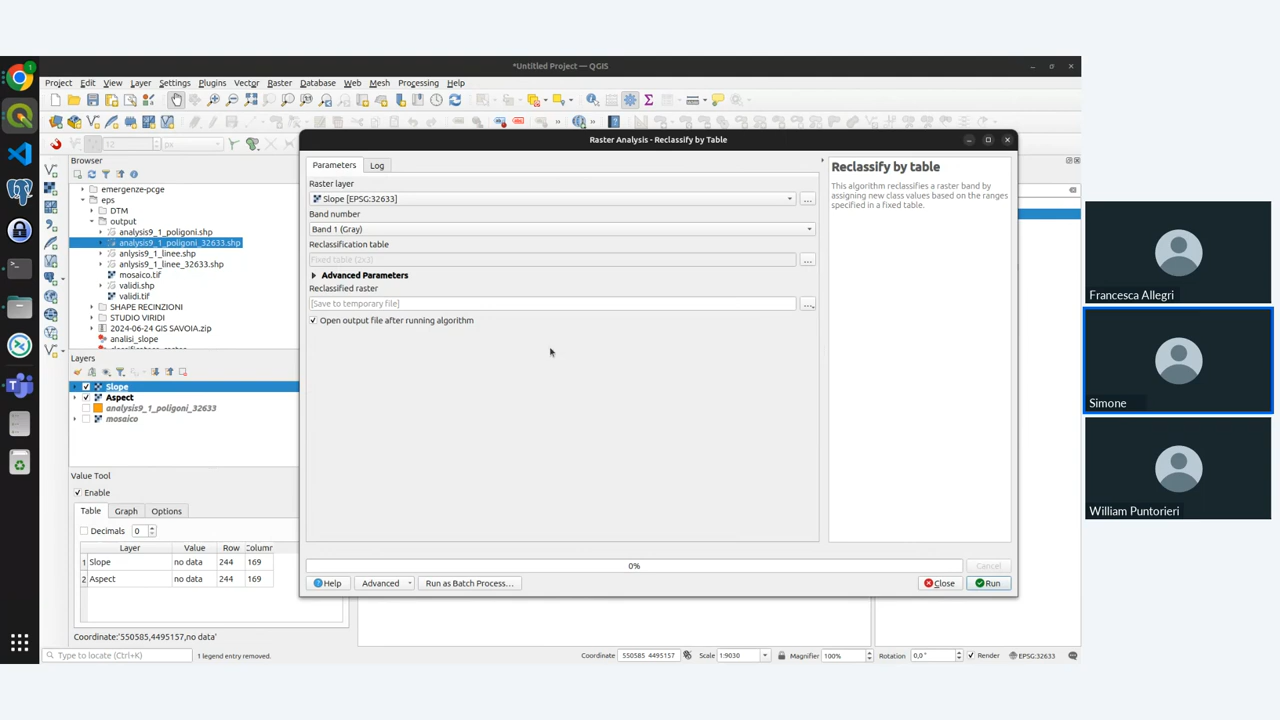 *Untitled Project — QGIS
Project Edit View Layer Settings Plugins Vector Raster Database Web Mesh Processing Help
Browser
emergenze-pcge
eps
DTM
output
analysis9_1_poligoni.shp
analysis9_1_poligoni_32633.shp
anlysis9_1_linee.shp
anlysis9_1_linee_32633.shp
mosaico.tif
validi.shp
validi.tif
SHAPE RECINZIONI
STUDIO VIRIDI
2024-06-24 GIS SAVOIA.zip
analisi_slope
Layers
Slope
Aspect
analysis9_1_poligoni_32633
mosaico
Value Tool
Enable
Table Graph Options
Decimals 0
Layer Value Row Column
1 Slope no data 244 169
2 Aspect no data 244 169
Coordinate:'550585,4495157,no data'
Raster Analysis - Reclassify by Table
Parameters Log
Raster layer
Slope [EPSG:32633]
…
Band number
Band 1 (Gray)
Reclassification table
Fixed table (2x3)
…
Advanced Parameters
Reclassified raster
[Save to temporary file]
…
Open output file after running algorithm
0%
Cancel
Help Advanced Run as Batch Process… Close Run
Reclassify by table
This algorithm reclassifies a raster band by
assigning new class values based on the ranges
specified in a fixed table.
Type to locate (Ctrl+K) 1 legend entry removed. Coordinate 550585 4495157 Scale 1:9030 Magnifier 100% Rotation 0,0 ° Render EPSG:32633
Francesca Allegri
Simone
William Puntorieri